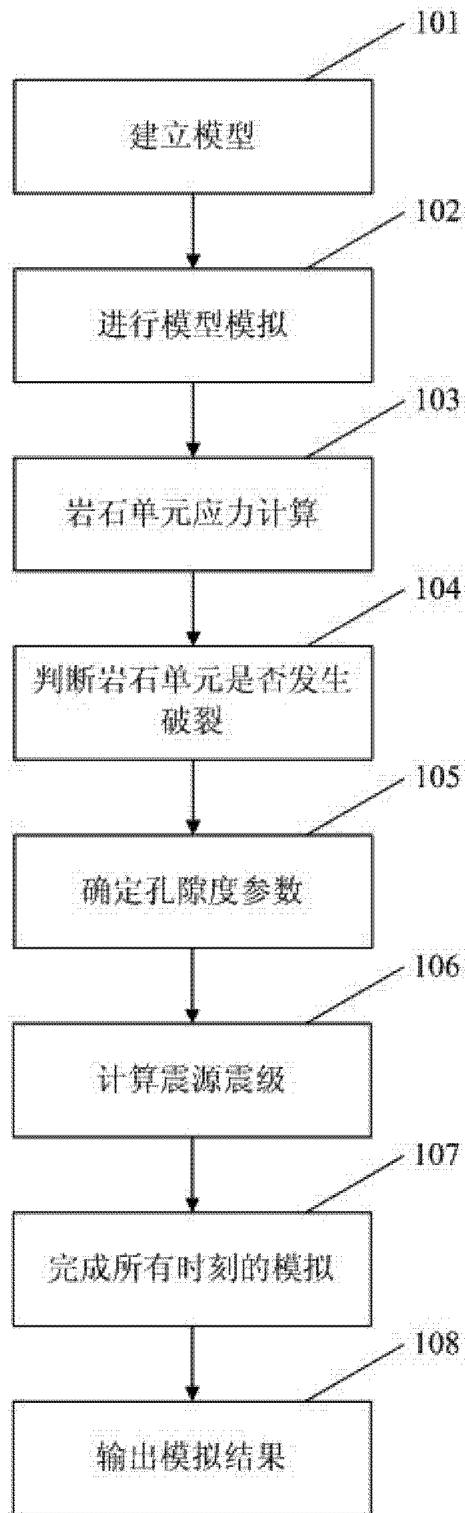 101
建立模型
102
进行模型模拟
103
岩石单元应力计算
104
判断岩石单元是否发生
破裂
105
确定孔隙度参数
106
计算震源震级
107
完成所有时刻的模拟
108
输出模拟结果